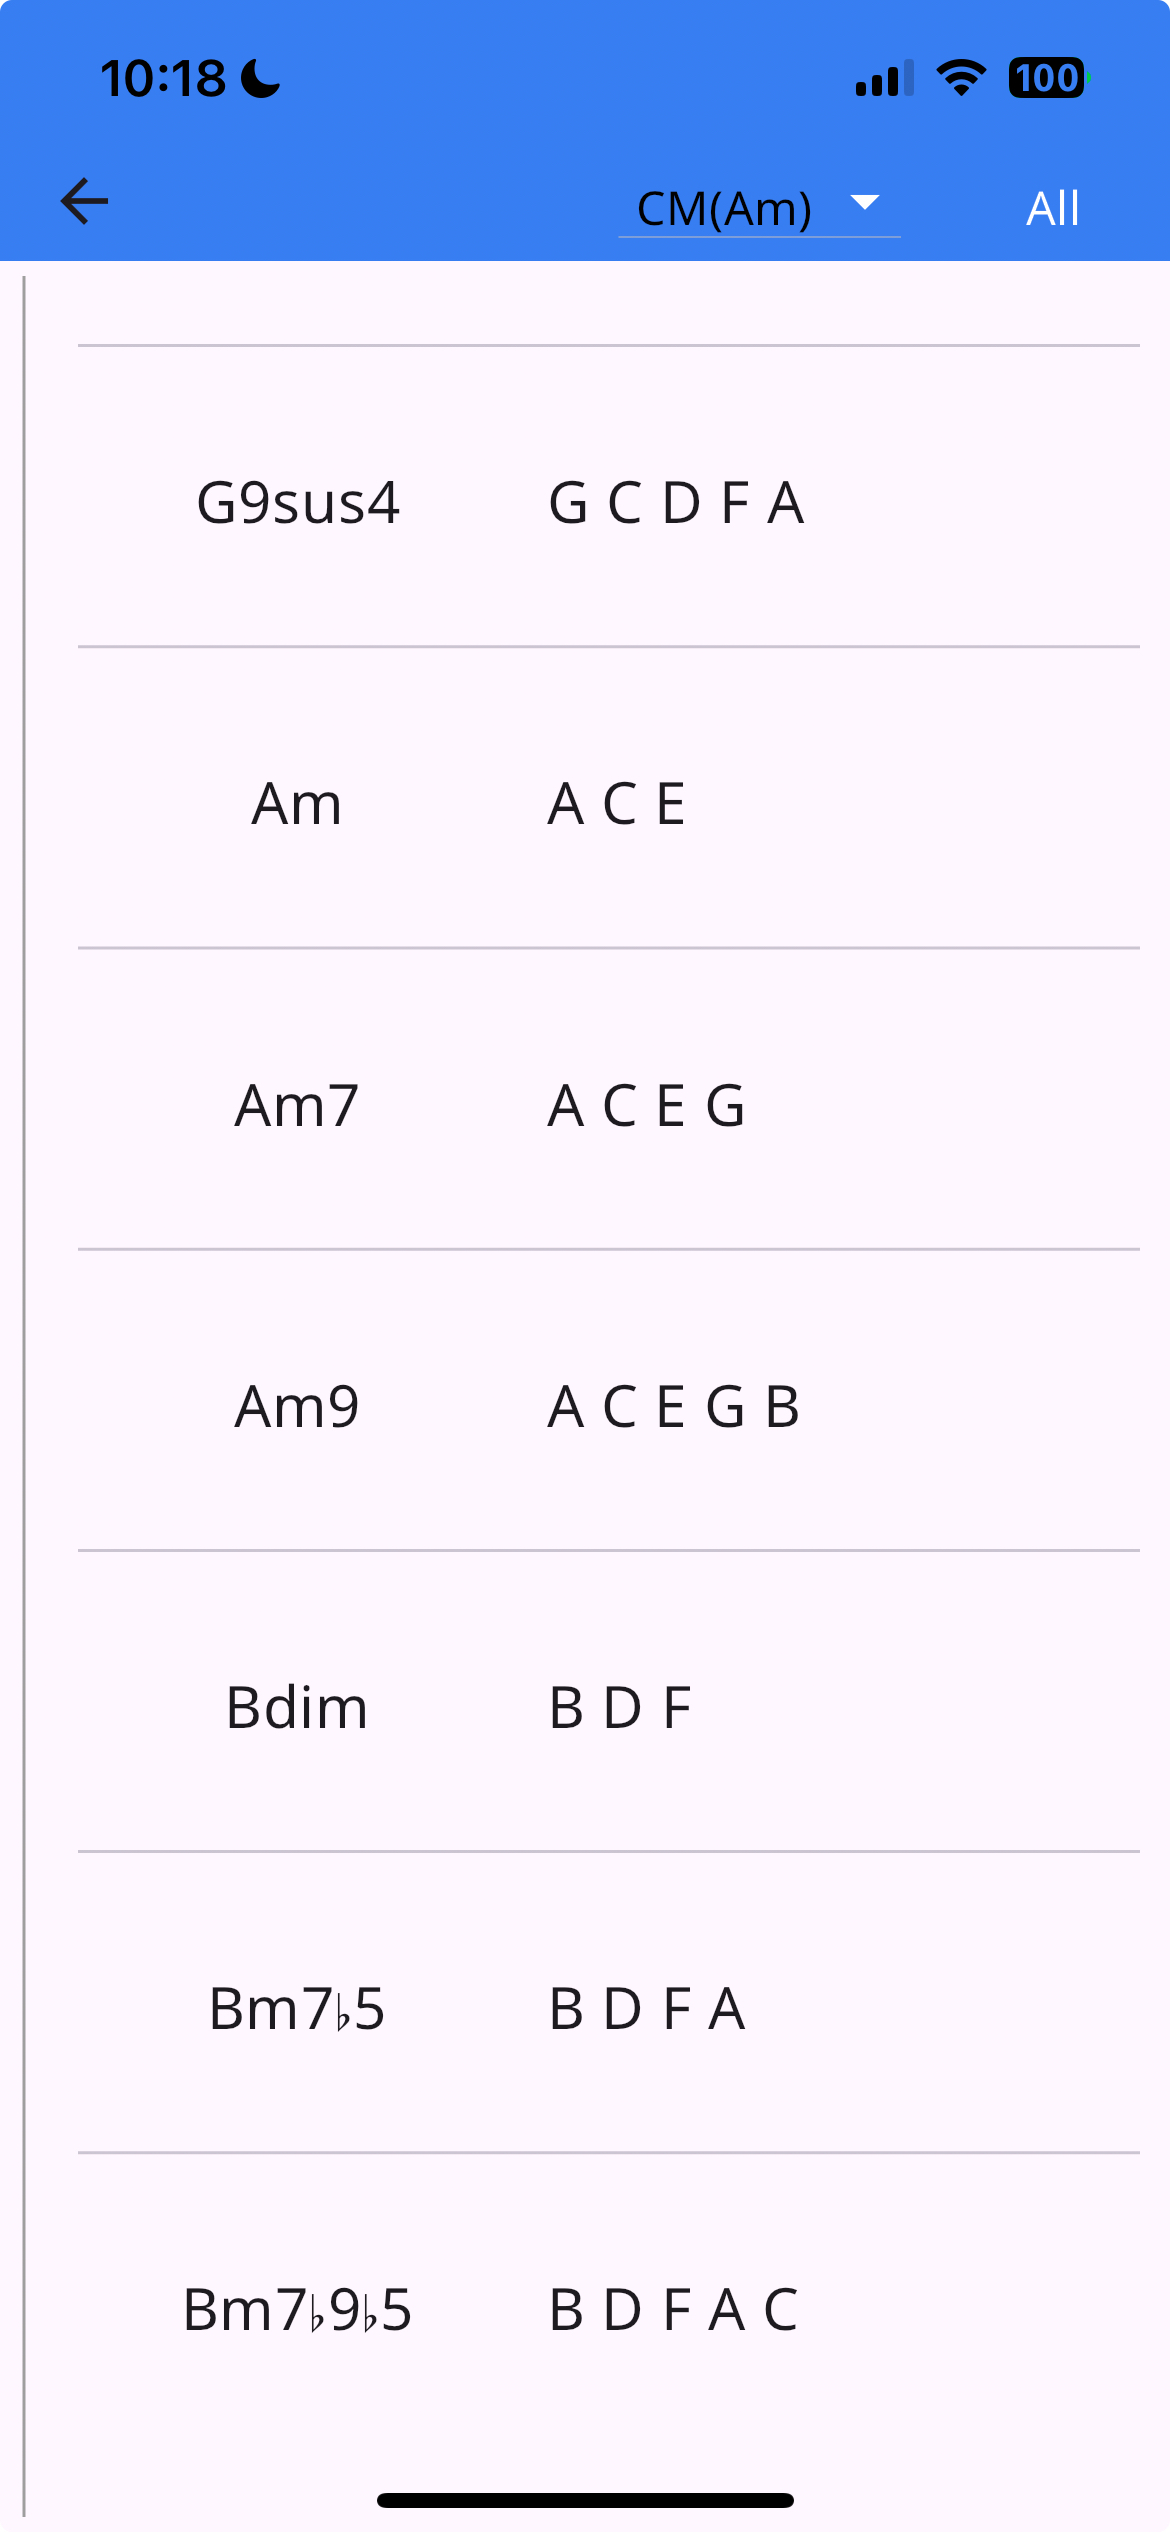 10:18 100
CM(Am) All
G9sus4 G C D F A
Am A C E
Am7 A C E G
Am9 A C E G B
Bdim B D F
Bm7♭5 B D F A
Bm7♭9♭5 B D F A C